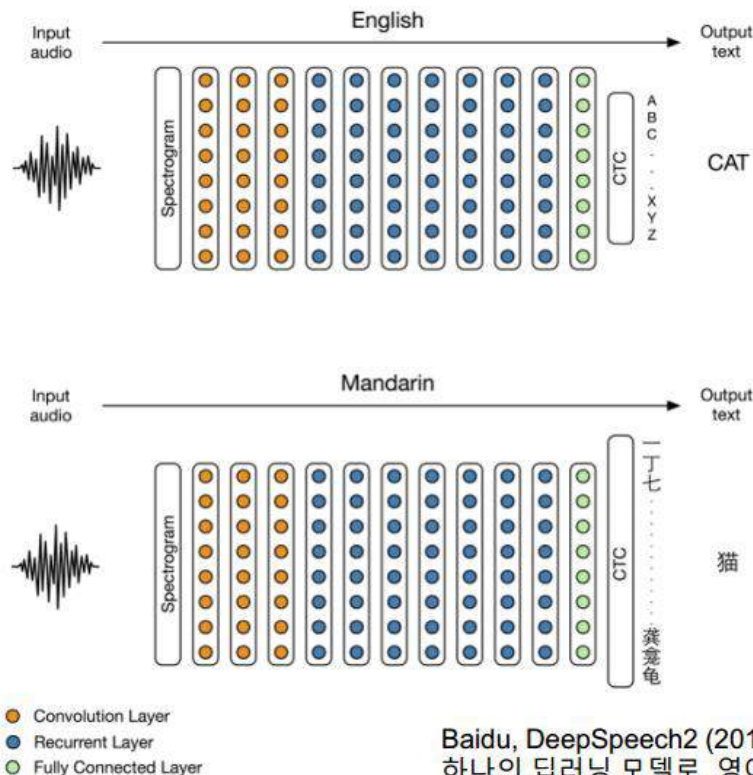 English
Input
audio
Output
text
Spectrogram
CTC
A
B
C
.
.
.
X
Y
Z
CAT
Mandarin
Input
audio
Output
text
Spectrogram
CTC
一
丁
七
.
.
.
.
.
.
.
.
.
.
龚
龛
龟
猫
Convolution Layer
Recurrent Layer
Fully Connected Layer
Baidu, DeepSpeech2 (201
하나의 딥러닝 모델로